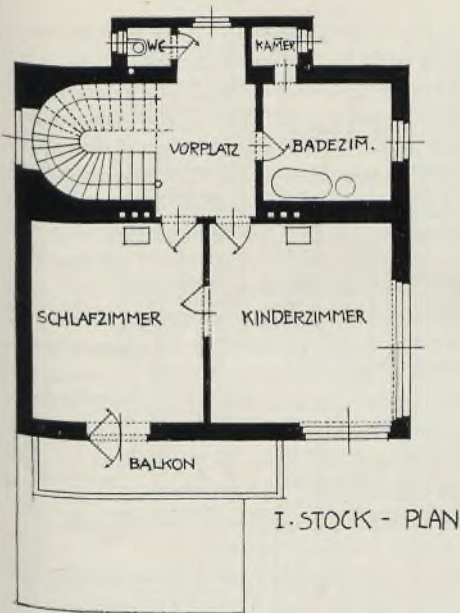 WC
KAMER
VORPLATZ
BADEZIM̅.
SCHLAFZIMMER
KINDERZIMMER
BALKON
I. STOCK - PLAN